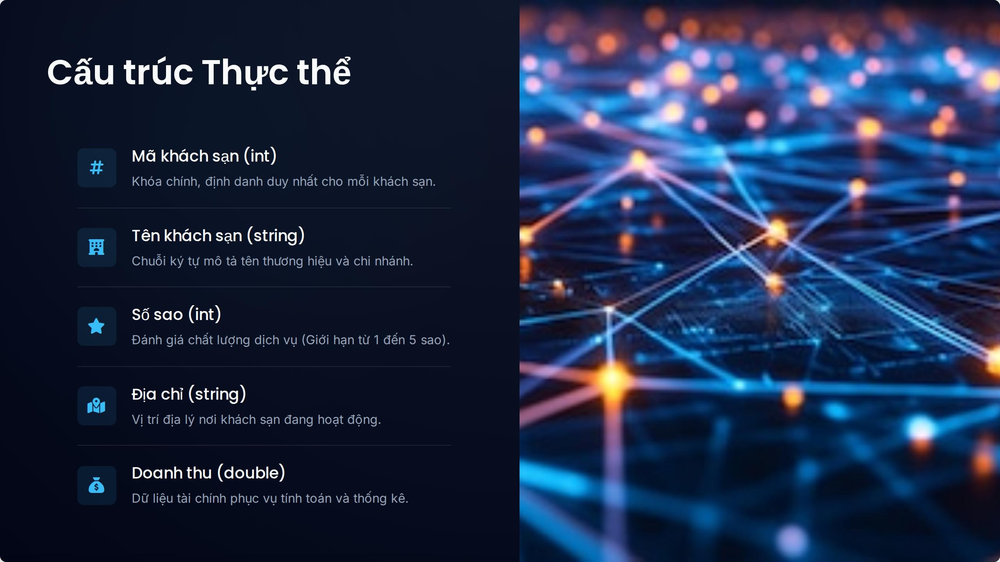 Cấu trúc Thực thể
Mã khách sạn (int)
Khóa chính, định danh duy nhất cho mỗi khách sạn.
Tên khách sạn (string)
Chuỗi ký tự mô tả tên thương hiệu và chi nhánh.
Số sao (int)
Đánh giá chất lượng dịch vụ (Giới hạn từ 1 đến 5 sao).
Địa chỉ (string)
Vị trí địa lý nơi khách sạn đang hoạt động.
Doanh thu (double)
Dữ liệu tài chính phục vụ tính toán và thống kê.